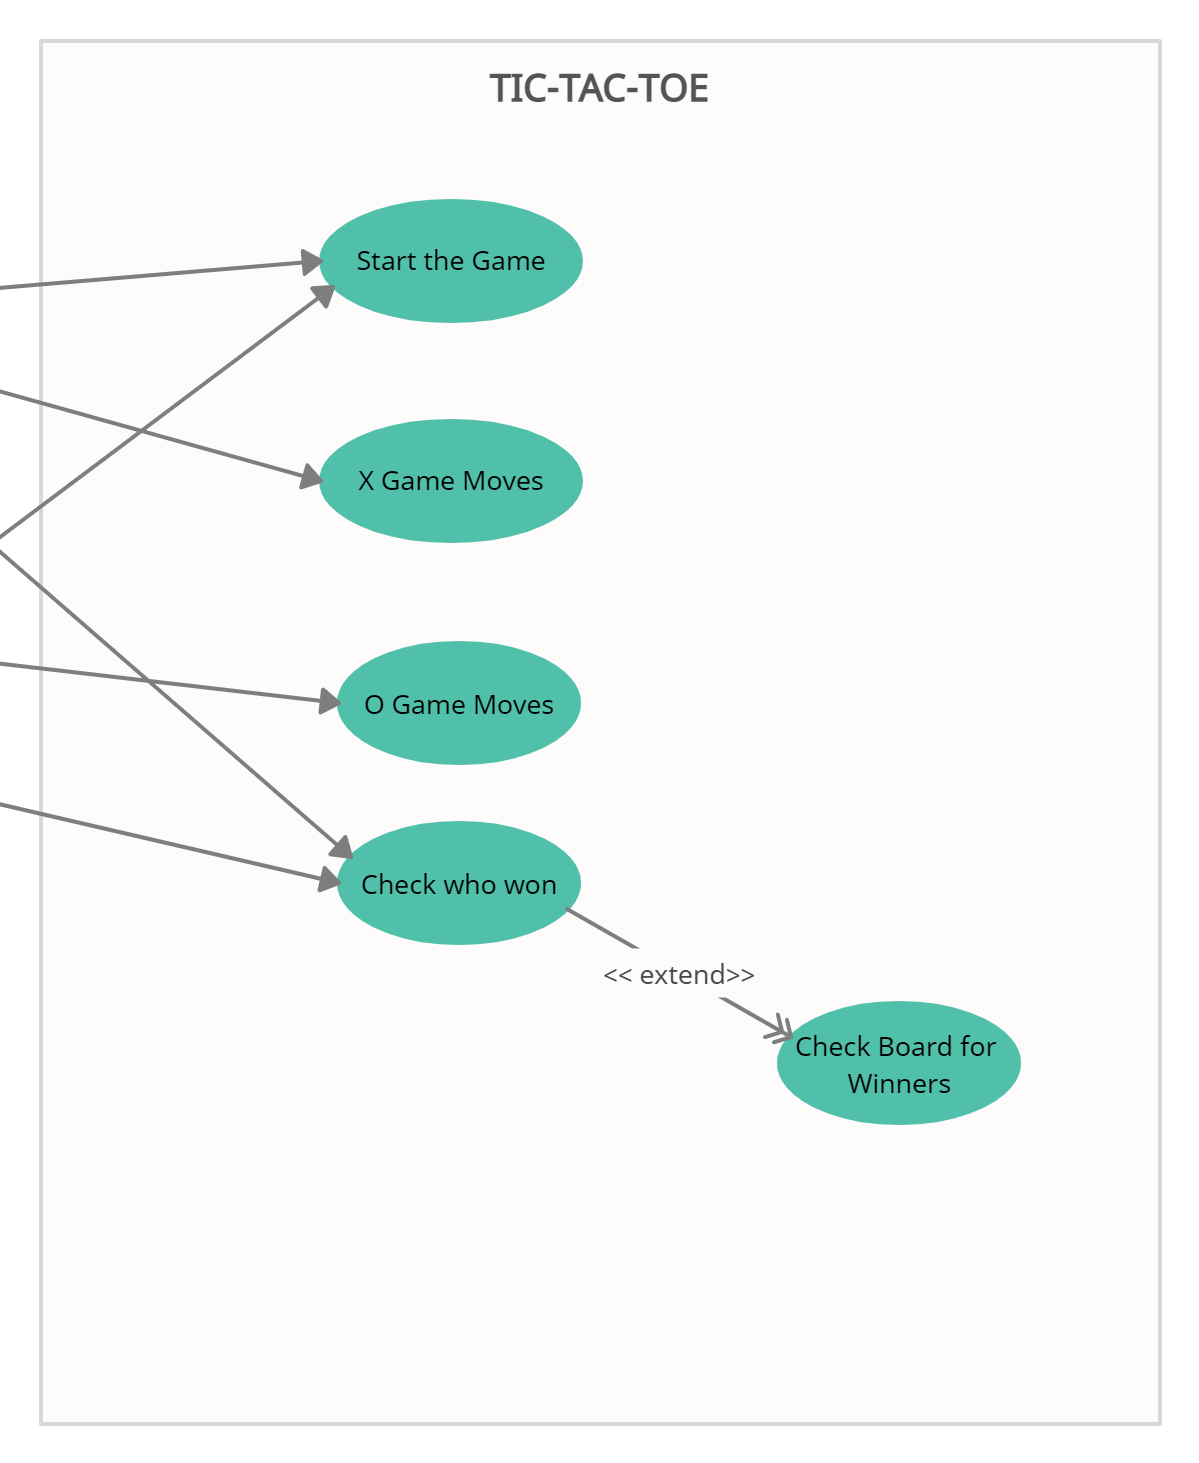 TIC-TAC-TOE
Start the Game
X Game Moves
O Game Moves
Check who won
<< extend>>
Check Board for
Winners